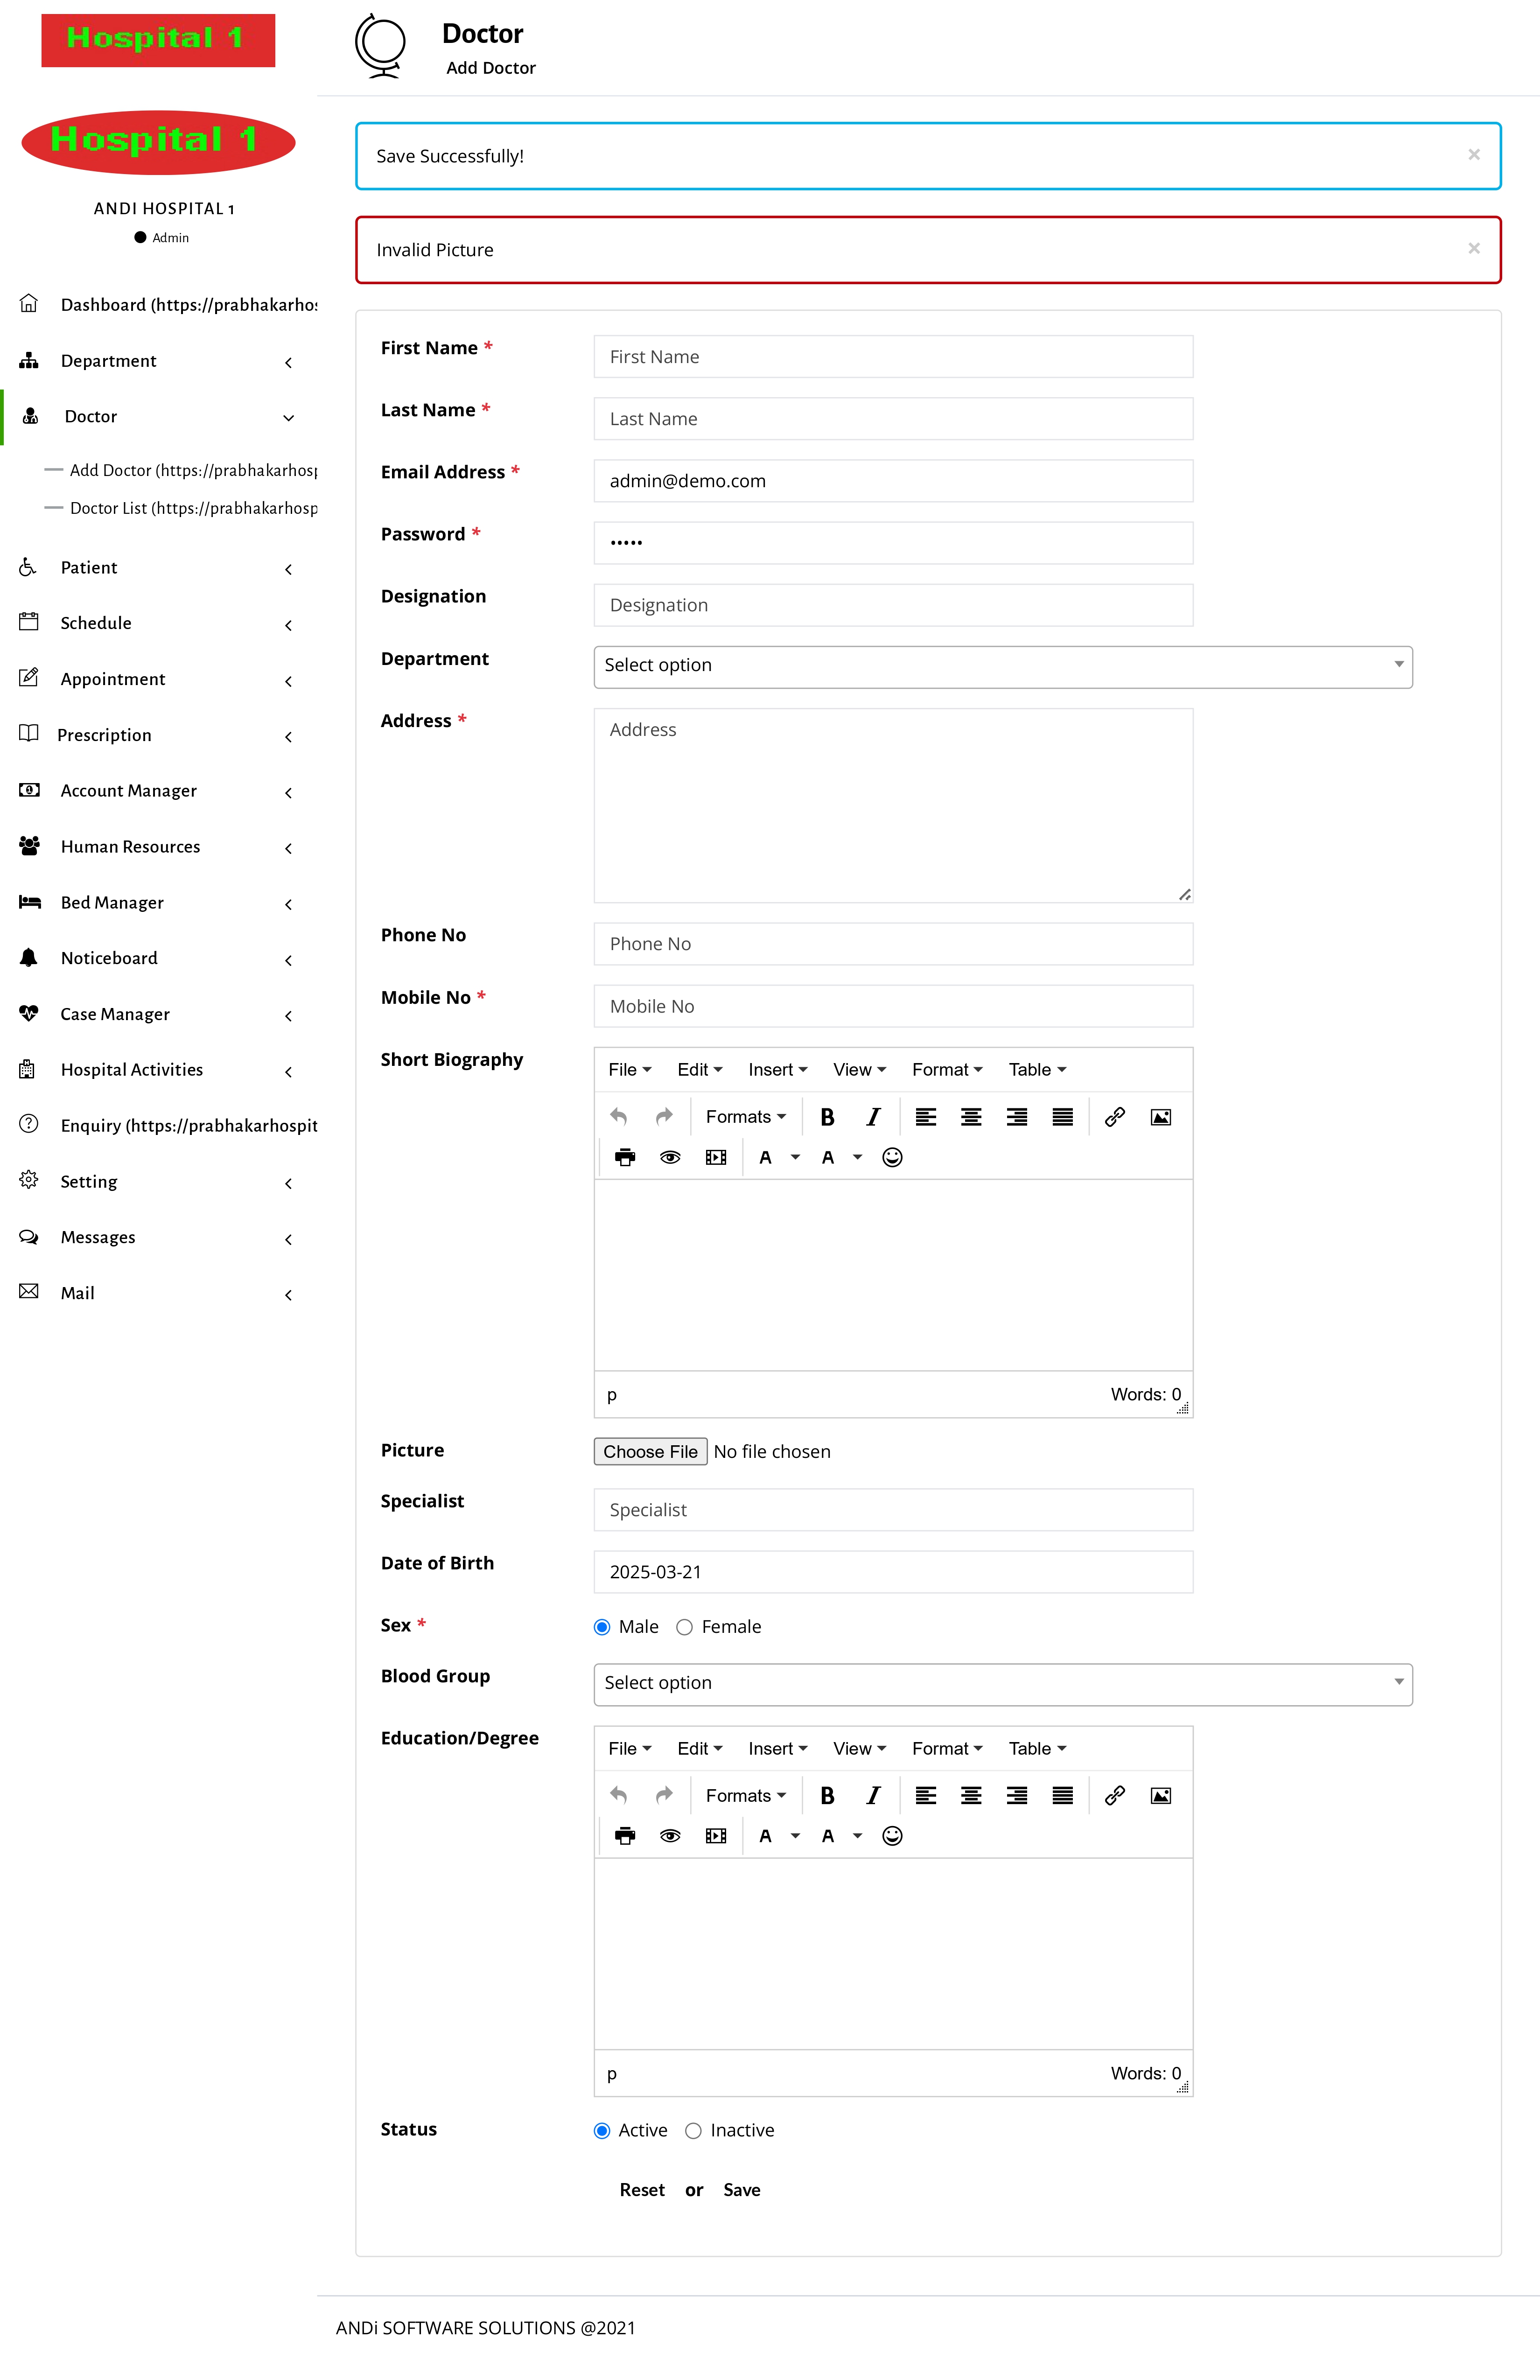 Hospital 1
Hospital 1
ANDI HOSPITAL 1
Admin
Dashboard (https://prabhakarhos
Department
Doctor
Add Doctor (https://prabhakarhosp
Doctor List (https://prabhakarhosp
Patient
Schedule
Appointment
Prescription
Account Manager
Human Resources
Bed Manager
Noticeboard
Case Manager
Hospital Activities
Enquiry (https://prabhakarhospit
Setting
Messages
Mail
Doctor
Add Doctor
Save Successfully! ×
Invalid Picture ×
First Name * First Name
Last Name * Last Name
Email Address * admin@demo.com
Password * •••••
Designation Designation
Department Select option
Address * Address
Phone No Phone No
Mobile No * Mobile No
Short Biography File Edit Insert View Format Table
Formats B I
A A
p Words: 0
Picture Choose File No file chosen
Specialist Specialist
Date of Birth 2025-03-21
Sex * Male Female
Blood Group Select option
Education/Degree File Edit Insert View Format Table
Formats B I
A A
p Words: 0
Status Active Inactive
Reset or Save
ANDi SOFTWARE SOLUTIONS @2021